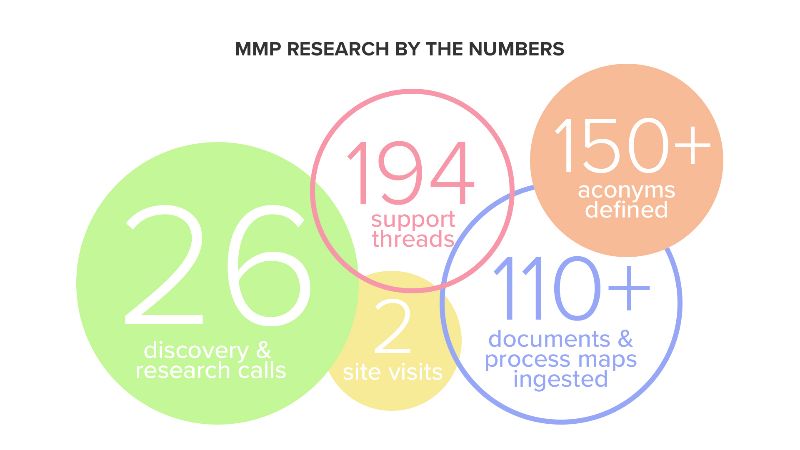 MMP RESEARCH BY THE NUMBERS
26
discovery &
research calls
194
support
threads
2
site visits
150+
aconyms
defined
110+
documents &
process maps
ingested